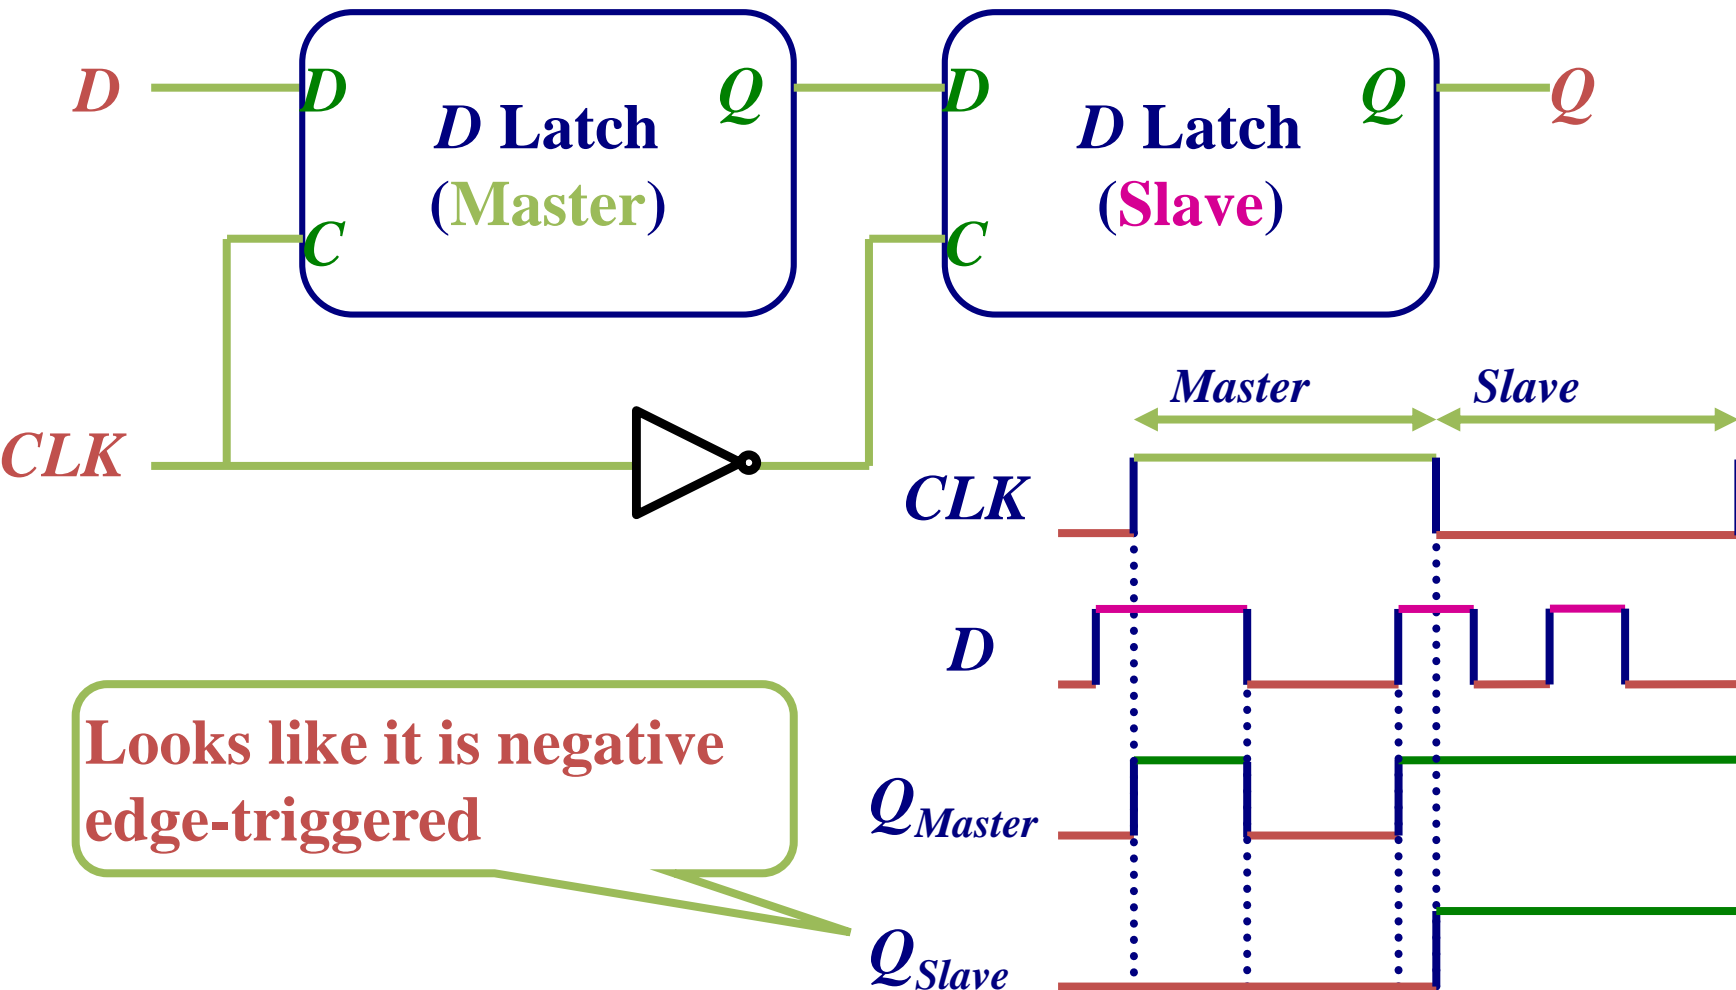 D D Q D Q Q
D Latch D Latch
(Master) (Slave)
C C
Master Slave
CLK
CLK
D
Looks like it is negative
edge-triggered
QMaster
QSlave